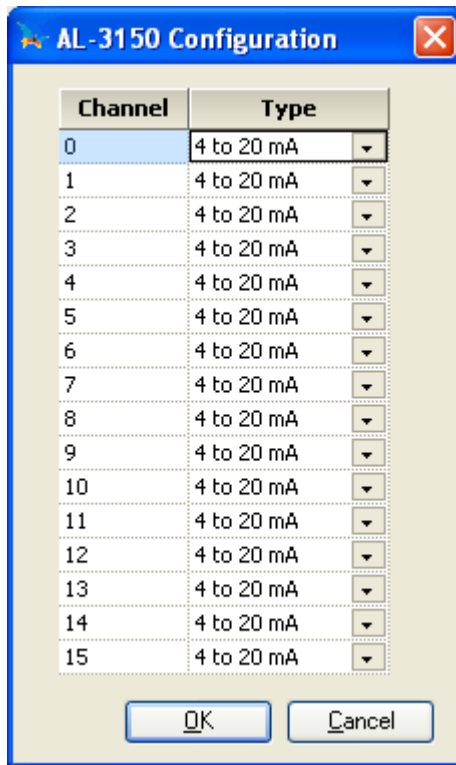 AL-3150 Configuration
Channel Type
0 4 to 20 mA
1 4 to 20 mA
2 4 to 20 mA
3 4 to 20 mA
4 4 to 20 mA
5 4 to 20 mA
6 4 to 20 mA
7 4 to 20 mA
8 4 to 20 mA
9 4 to 20 mA
10 4 to 20 mA
11 4 to 20 mA
12 4 to 20 mA
13 4 to 20 mA
14 4 to 20 mA
15 4 to 20 mA
OK Cancel